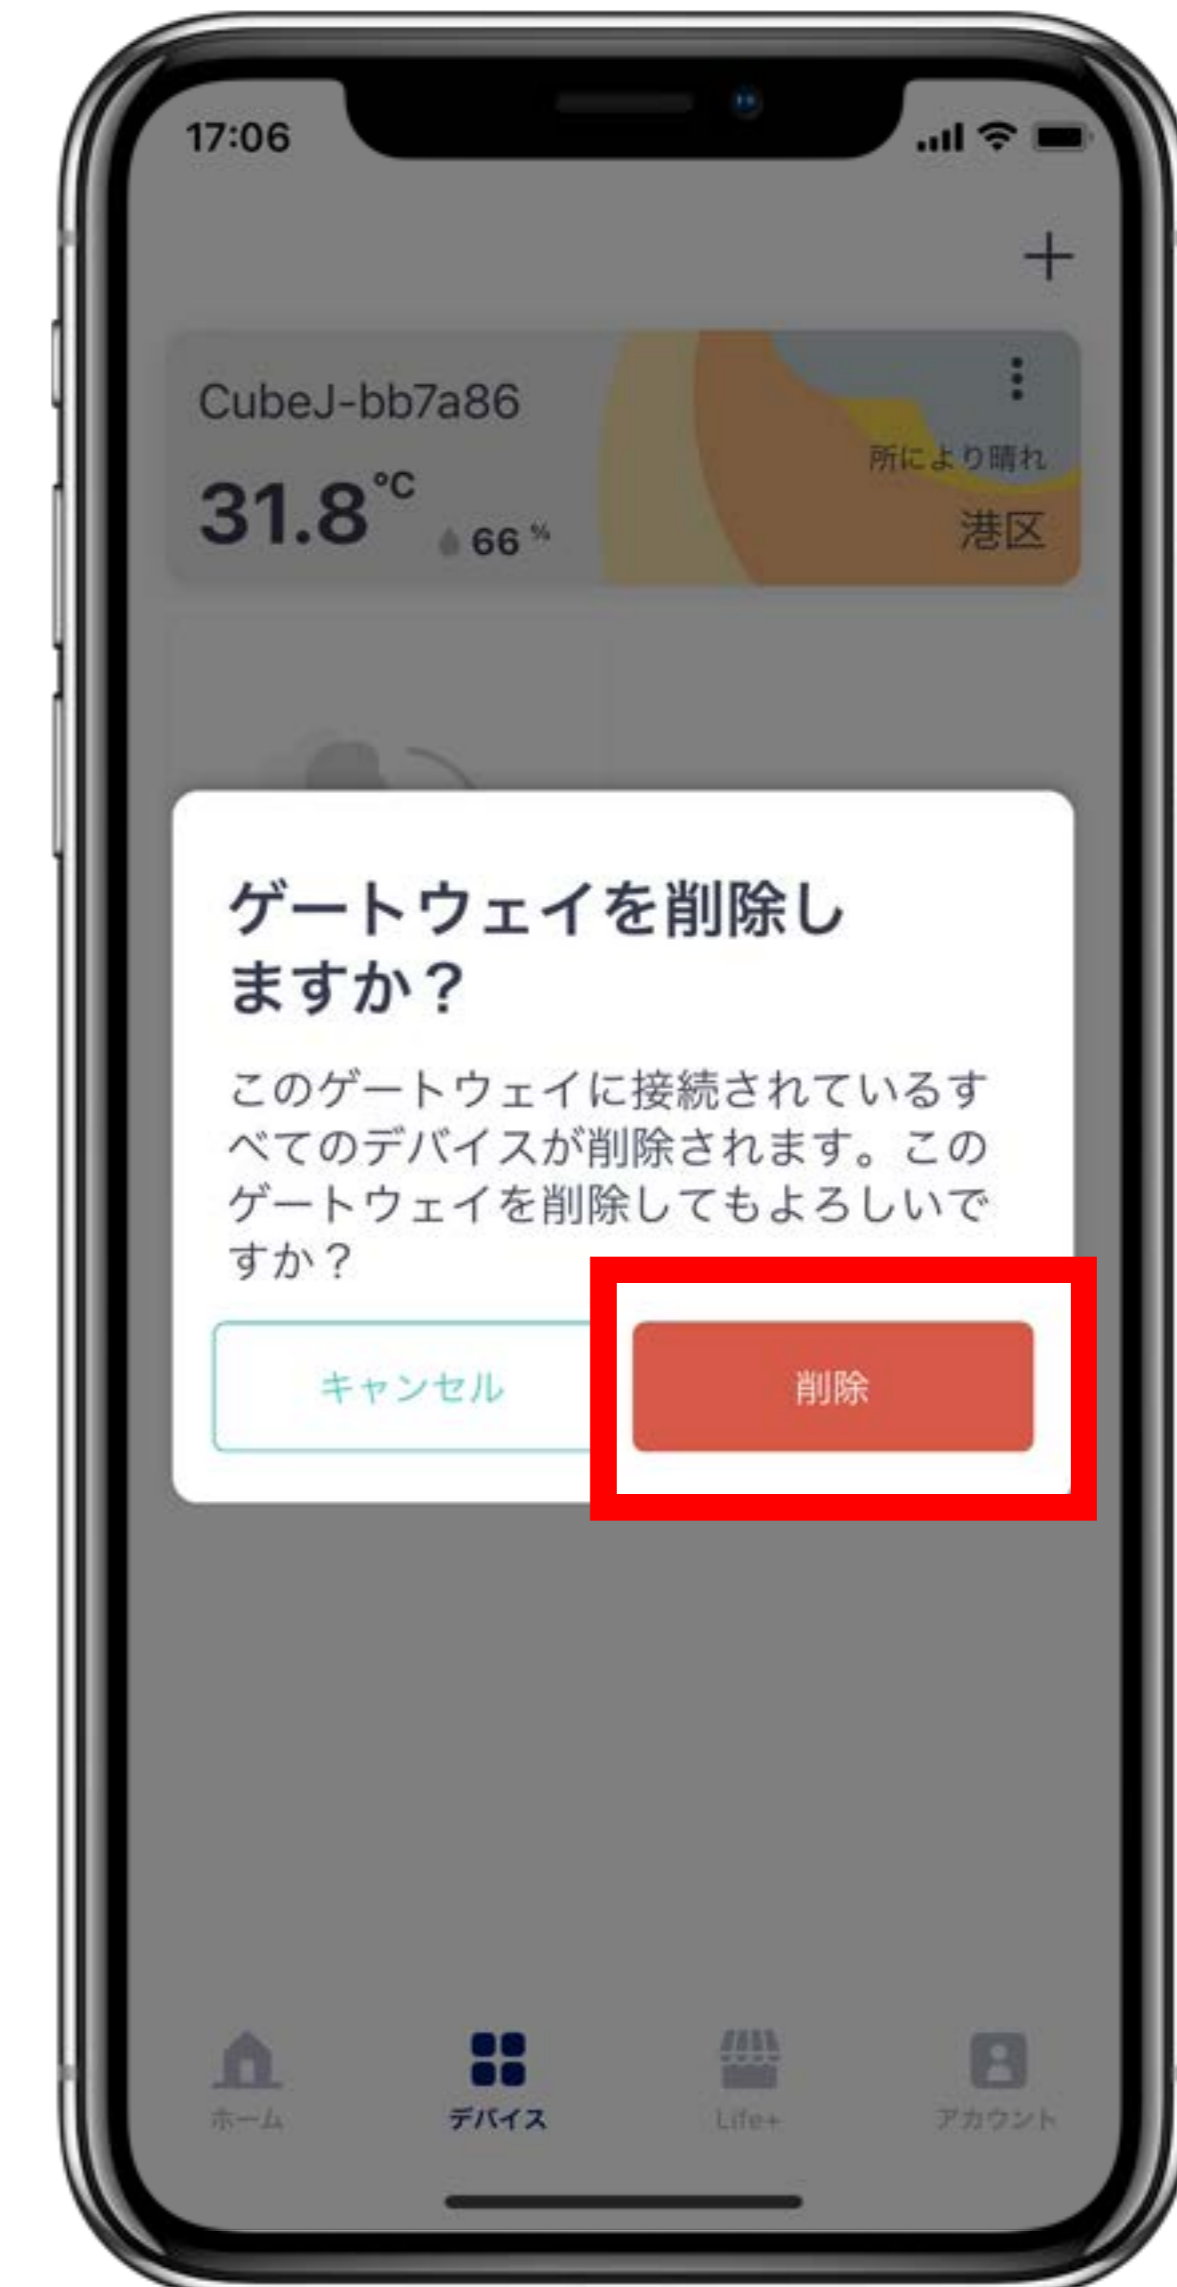 17:06
CubeJ-bb7a86
所により晴れ
31.8℃ 66%
港区
ゲートウェイを削除し
ますか？
このゲートウェイに接続されているす
べてのデバイスが削除されます。この
ゲートウェイを削除してもよろしいで
すか？
キャンセル 削除
ホーム デバイス Life+ アカウント